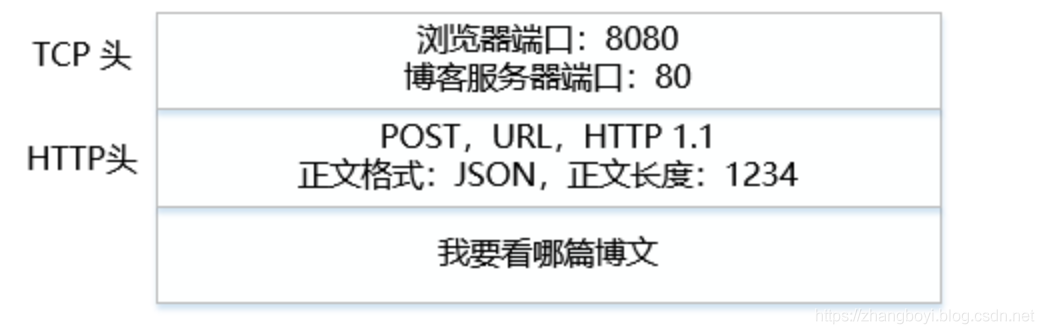 TCP 头
浏览器端口：8080
博客服务器端口：80
HTTP头
POST，URL，HTTP 1.1
正文格式：JSON，正文长度：1234
我要看哪篇博文
https://zhangboyi.blog.csdn.net